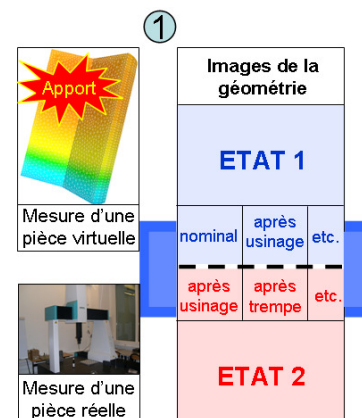 1
Apport
Mesure d'une
pièce virtuelle
Images de la
géométrie
ETAT 1
nominal
après
usinage
etc.
après
usinage
après
trempe
etc.
ETAT 2
Mesure d'une
pièce réelle